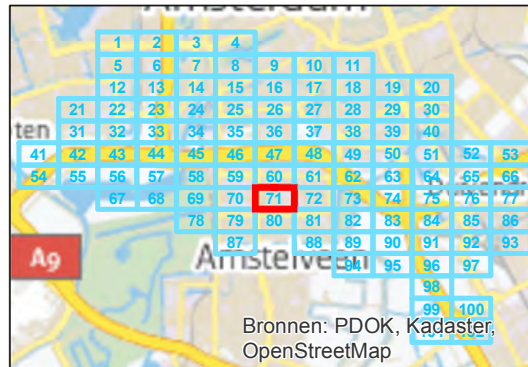 Amsterdam
1 2 3 4
5 6 7 8 9 10 11
12 13 14 15 16 17 18 19 20
21 22 23 24 25 26 27 28 29 30
ten 31 32 33 34 35 36 37 38 39 40
41 42 43 44 45 46 47 48 49 50 51 52 53
54 55 56 57 58 59 60 61 62 63 64 65 66
67 68 69 70 71 72 73 74 75 76 77
78 79 80 81 82 83 84 85 86
87 88 89 90 91 92 93
A9 Amstelveen
94 95 96 97
98
99 100
101 102
Bronnen: PDOK, Kadaster,
OpenStreetMap